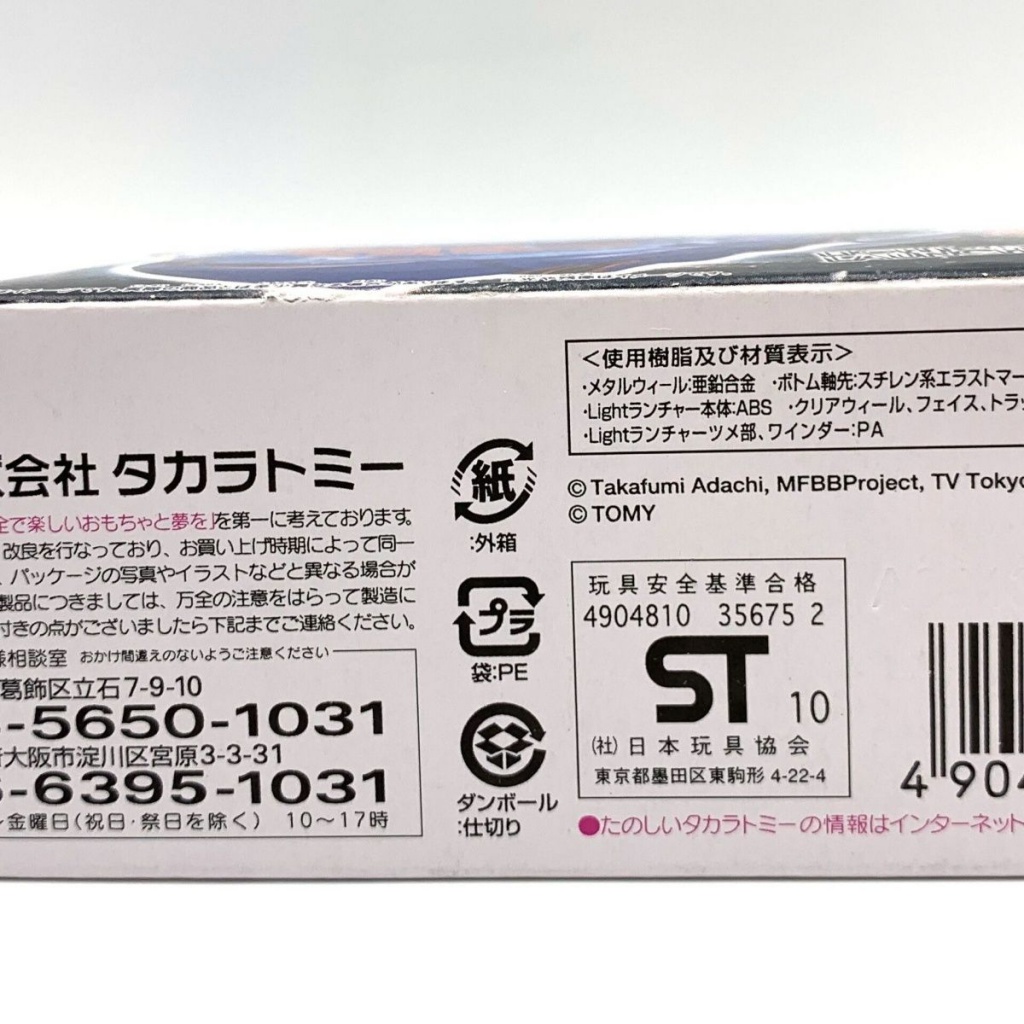 会社 タカラトミー
全で楽しいおもちゃと夢を」を第一に考えております。
改良を行なっており、お買い上げ時期によって同一
、パッケージの写真やイラストなどと異なる場合が
製品につきましては、万全の注意をはらって製造に
付きの点がございましたら下記までご連絡ください。
様相談室 おかけ間違えのないようご注意ください
葛飾区立石7-9-10
-5650-1031
大阪市淀川区宮原3-3-31
6-6395-1031
金曜日(祝日・祭日を除く) 10〜17時
紙
:外箱
プラ
袋:PE
ダンボール
:仕切り
<使用樹脂及び材質表示>
・メタルウィール:亜鉛合金 ・ボトム軸先:スチレン系エラストマー
・Lightランチャー本体:ABS ・クリアウィール、フェイス、トラッ
・Lightランチャーツメ部、ワインダー:PA
© Takafumi Adachi, MFBBProject, TV Tokyo
© TOMY
玩具安全基準合格
4904810 35675 2
ST 10
(社)日本玩具協会
東京都墨田区東駒形 4-22-4
4 904
●たのしいタカラトミーの情報はインターネット